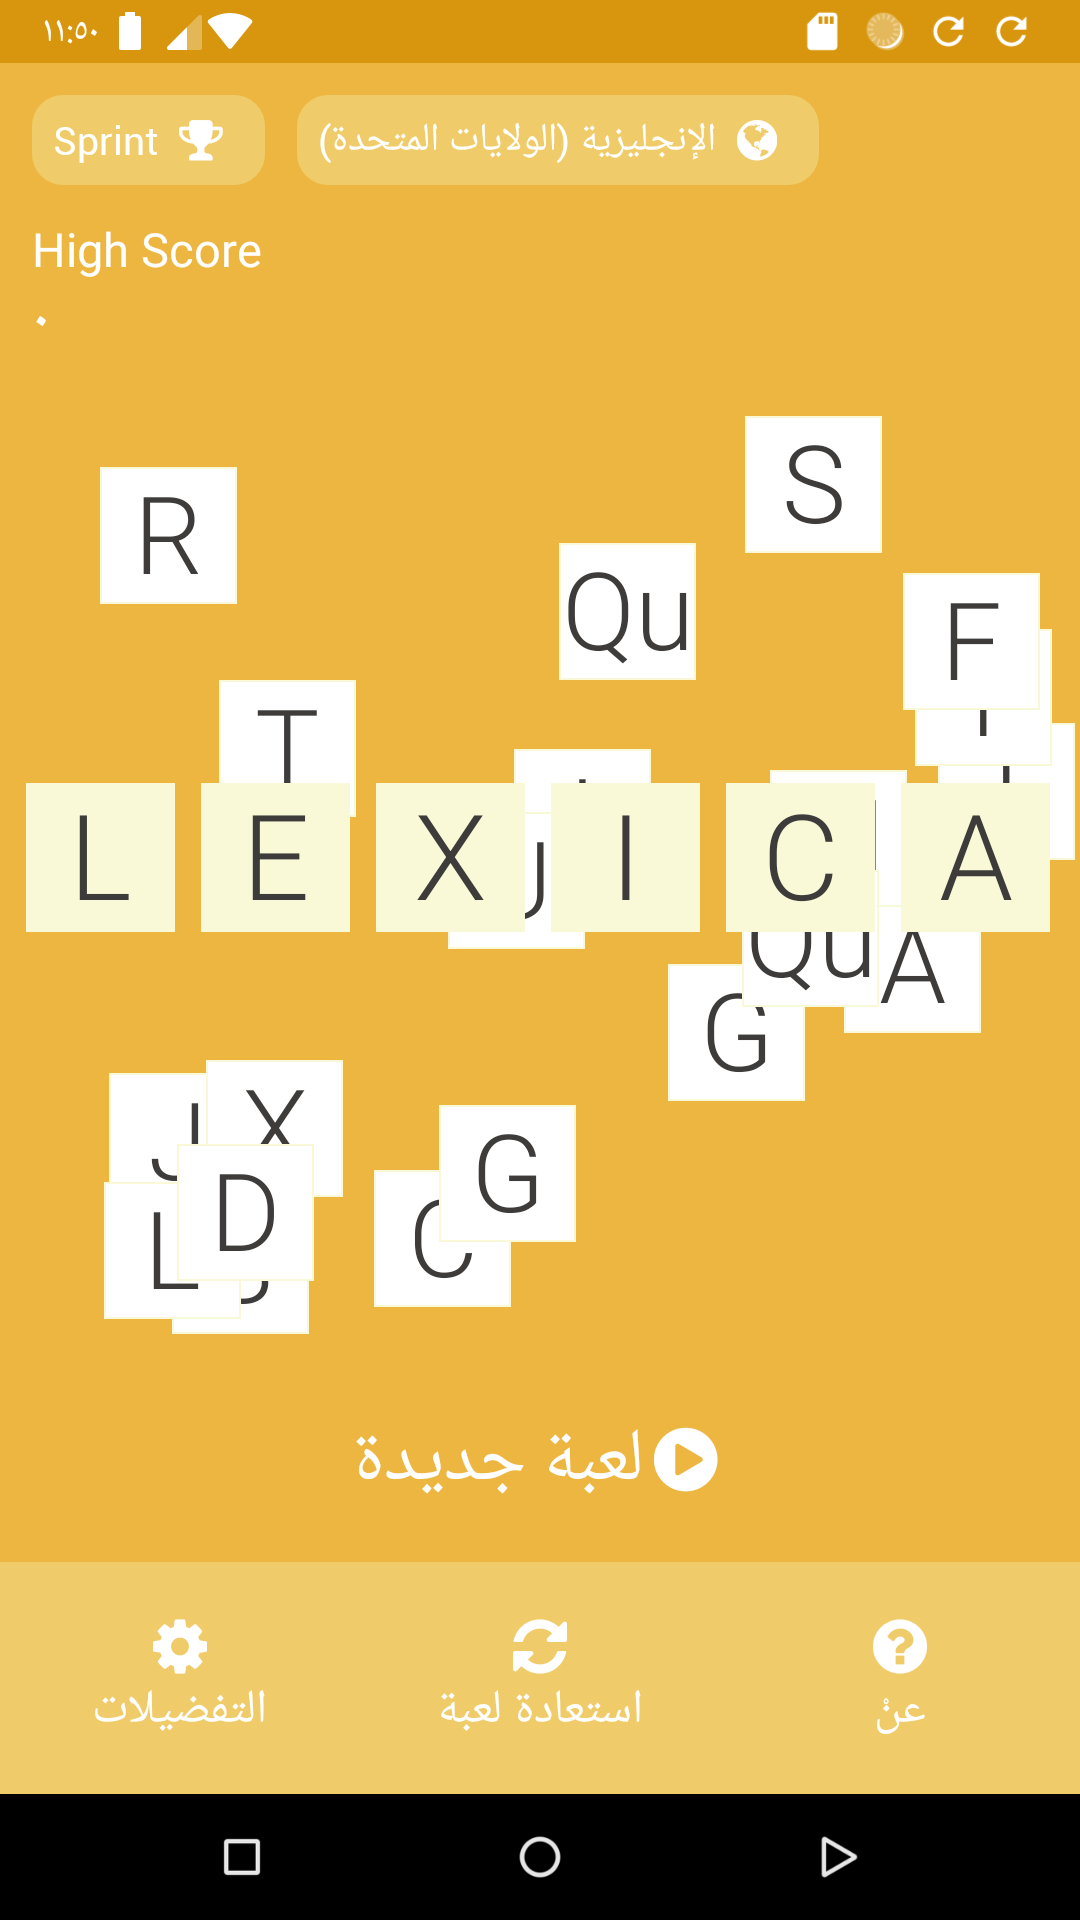 ١١:٥٠
Sprint
الإنجليزية (الولايات المتحدة)
High Score
٠
S
R
Qu
F
T
L E X I C A
Qu A
G
J X
G
D
C
L
لعبة جديدة
التفضيلات
استعادة لعبة
عنْ